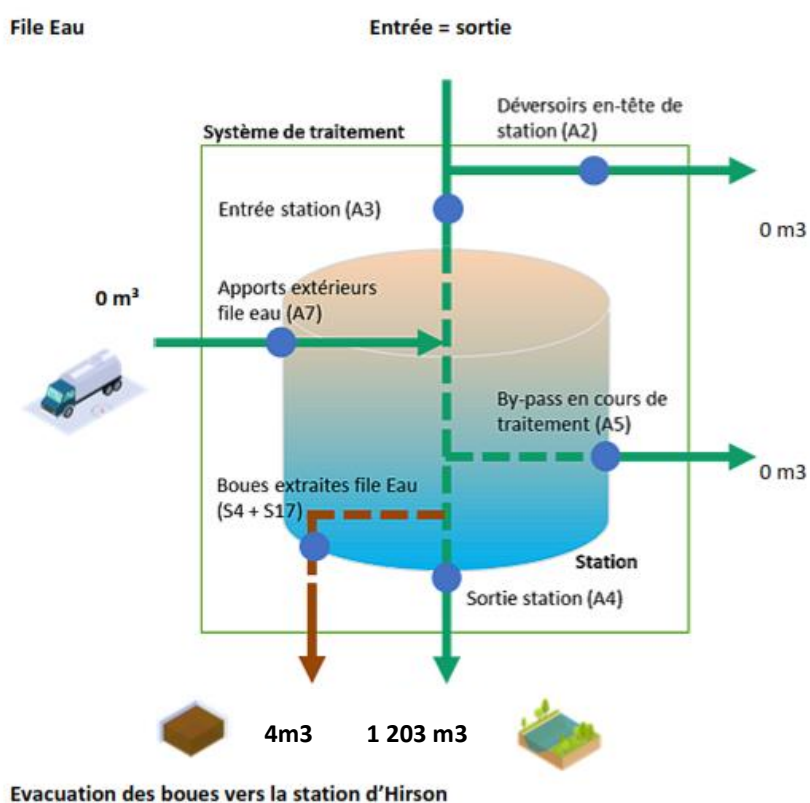 File Eau
Entrée = sortie
Déversoirs en-tête de
station (A2)
Système de traitement
Entrée station (A3)
0 m3
0 m³
Apports extérieurs
file eau (A7)
By-pass en cours de
traitement (A5)
0 m3
Boues extraites file Eau
(S4 + S17)
Station
Sortie station (A4)
4m3
1 203 m3
Evacuation des boues vers la station d'Hirson